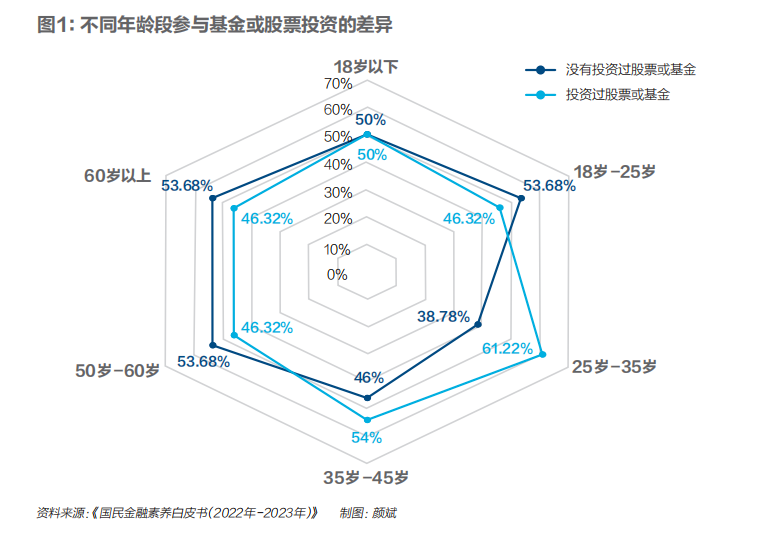 图1: 不同年龄段参与基金或股票投资的差异
没有投资过股票或基金
投资过股票或基金
18岁以下
70%
60%
50%
50%
50%
40%
30%
20%
10%
0%
60岁以上
53.68%
46.32%
18岁-25岁
53.68%
46.32%
38.78%
61.22%
25岁-35岁
46.32%
53.68%
50岁-60岁
46%
54%
35岁-45岁
资料来源:《国民金融素养白皮书(2022年-2023年)》 制图: 颜斌